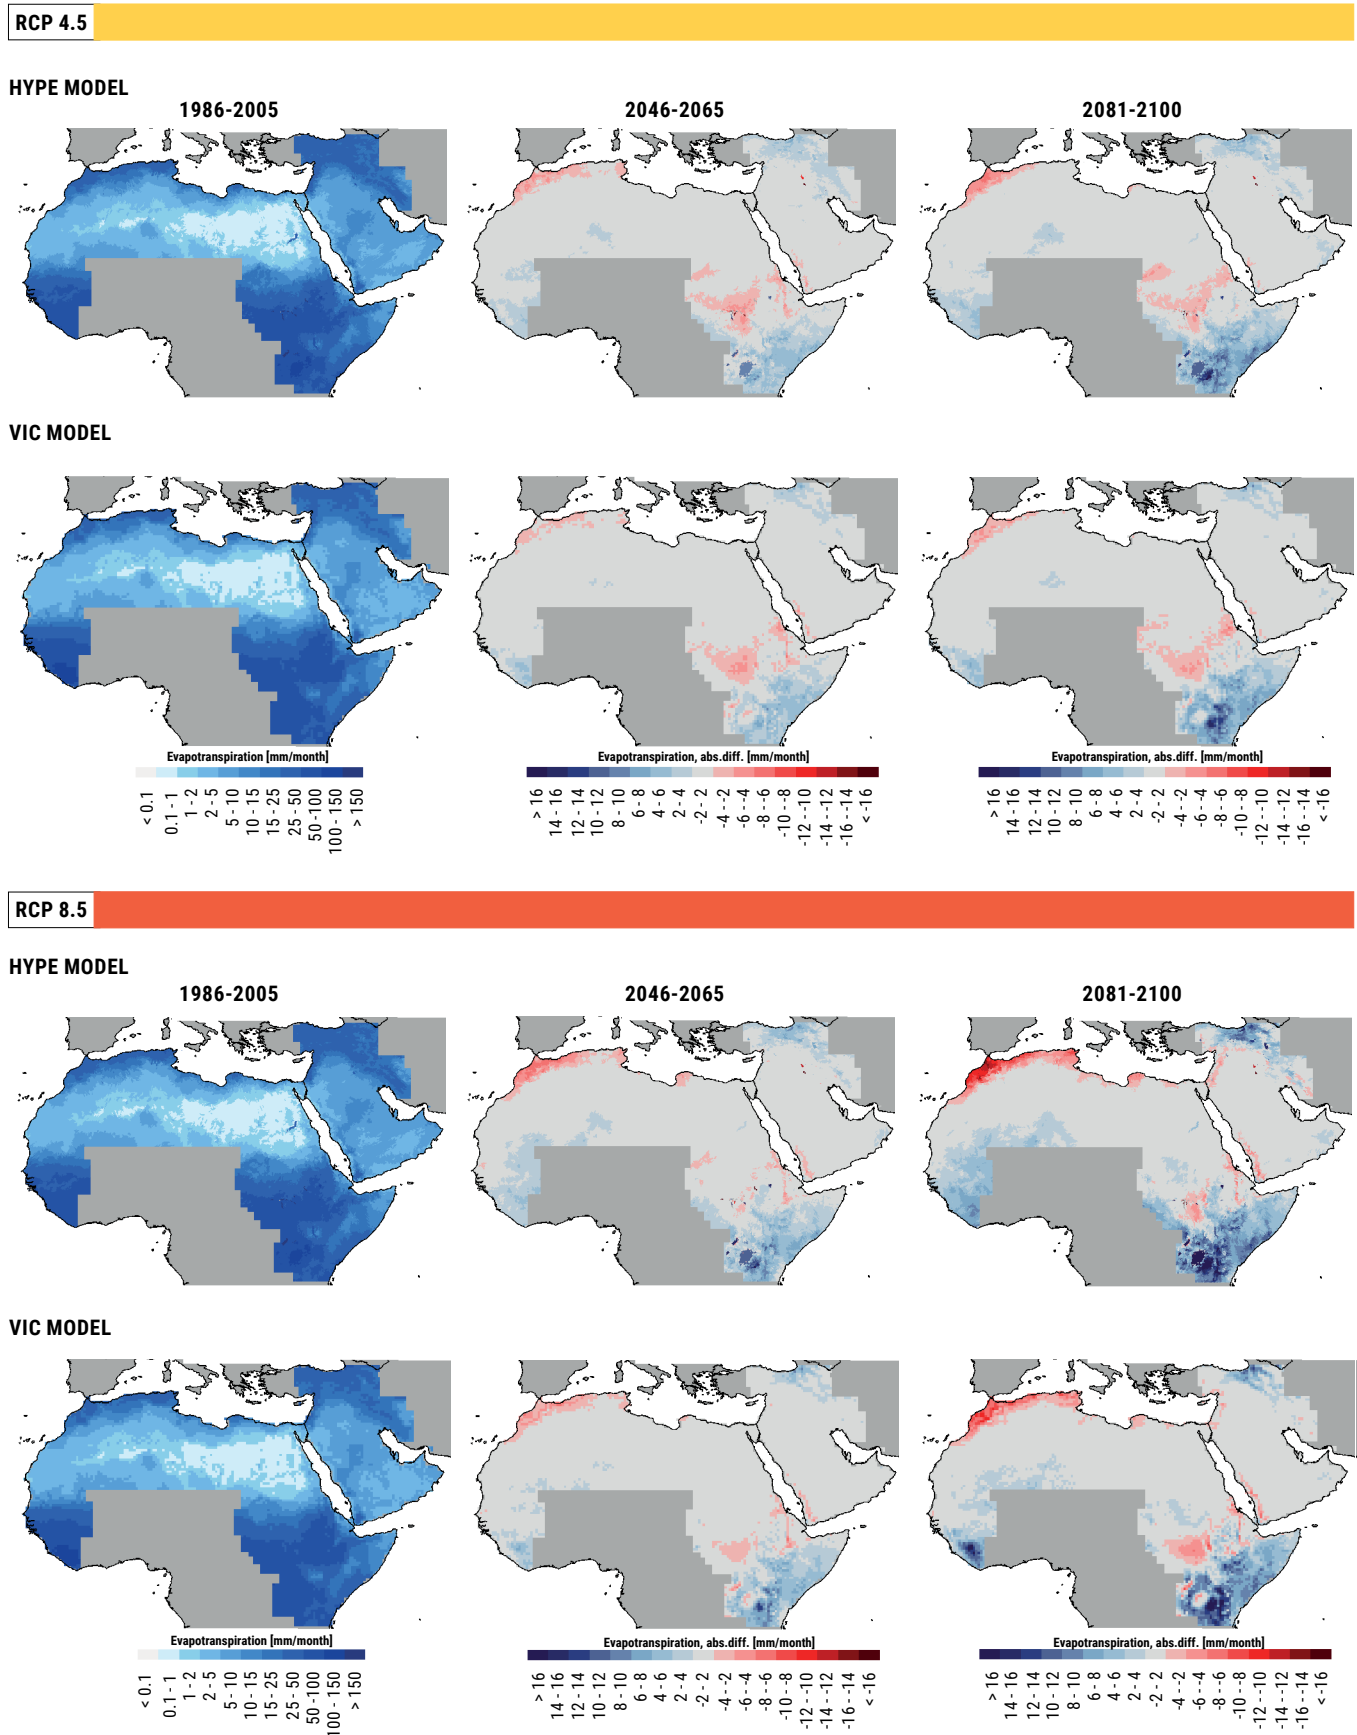 RCP 4.5
HYPE MODEL
1986-2005 2046-2065 2081-2100
VIC MODEL
Evapotranspiration [mm/month]
< 0.1
0.1 - 1
1 - 2
2 - 5
5 - 10
10 - 15
15 - 25
25 - 50
50 -100
100 - 150
> 150
Evapotranspiration, abs.diff. [mm/month]
> 16
14 - 16
12 - 14
10 - 12
8 - 10
6 - 8
4 - 6
2 - 4
-2 - 2
-4 - -2
-6 - -4
-8 - -6
-10 - -8
-12 - -10
-14 - -12
-16 - -14
< -16
Evapotranspiration, abs.diff. [mm/month]
> 16
14 - 16
12 - 14
10 - 12
8 - 10
6 - 8
4 - 6
2 - 4
-2 - 2
-4 - -2
-6 - -4
-8 - -6
-10 - -8
-12 - -10
-14 - -12
-16 - -14
< -16
RCP 8.5
HYPE MODEL
1986-2005 2046-2065 2081-2100
VIC MODEL
Evapotranspiration [mm/month]
< 0.1
0.1 - 1
1 - 2
2 - 5
5 - 10
10 - 15
15 - 25
25 - 50
50 -100
100 - 150
> 150
Evapotranspiration, abs.diff. [mm/month]
> 16
14 - 16
12 - 14
10 - 12
8 - 10
6 - 8
4 - 6
2 - 4
-2 - 2
-4 - -2
-6 - -4
-8 - -6
-10 - -8
-12 - -10
-14 - -12
-16 - -14
< -16
Evapotranspiration, abs.diff. [mm/month]
> 16
14 - 16
12 - 14
10 - 12
8 - 10
6 - 8
4 - 6
2 - 4
-2 - 2
-4 - -2
-6 - -4
-8 - -6
-10 - -8
-12 - -10
-14 - -12
-16 - -14
< -16